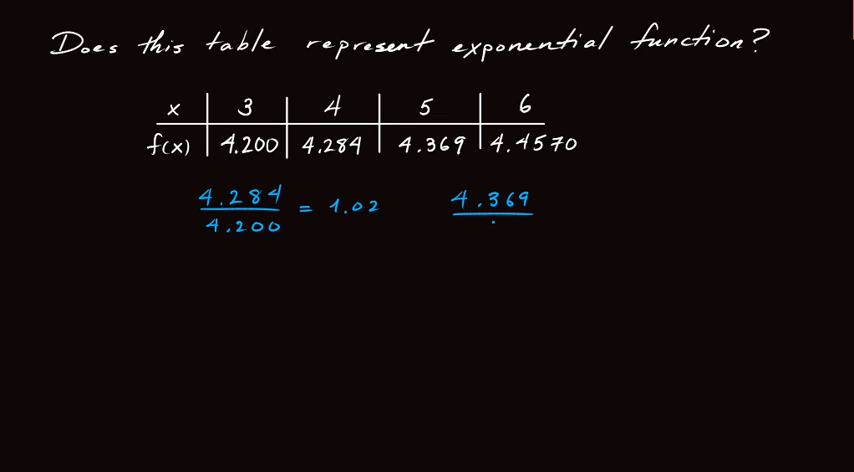 Does this table represent exponential function?
x 3 4 5 6
f(x) 4.200 4.284 4.369 4.4570
4.284 / 4.200 = 1.02 4.369